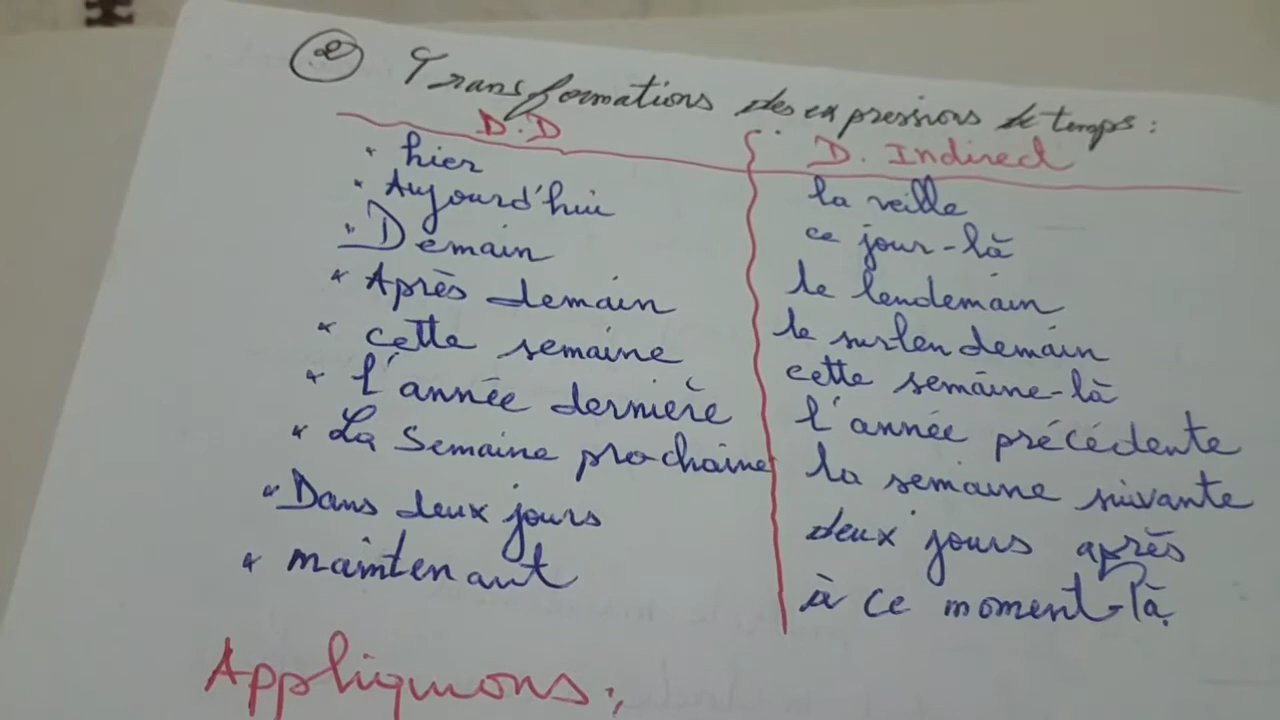 ② Transformations des expressions de temps :
D.D D. Indirect
* hier la veille
* Aujourd'hui ce jour-là
* Demain le lendemain
* Après demain le surlendemain
* cette semaine cette semaine-là
* l'année dernière l'année précédente
* La Semaine prochaine la semaine suivante
* Dans deux jours deux jours après
* maintenant à ce moment-là
Appliquons :